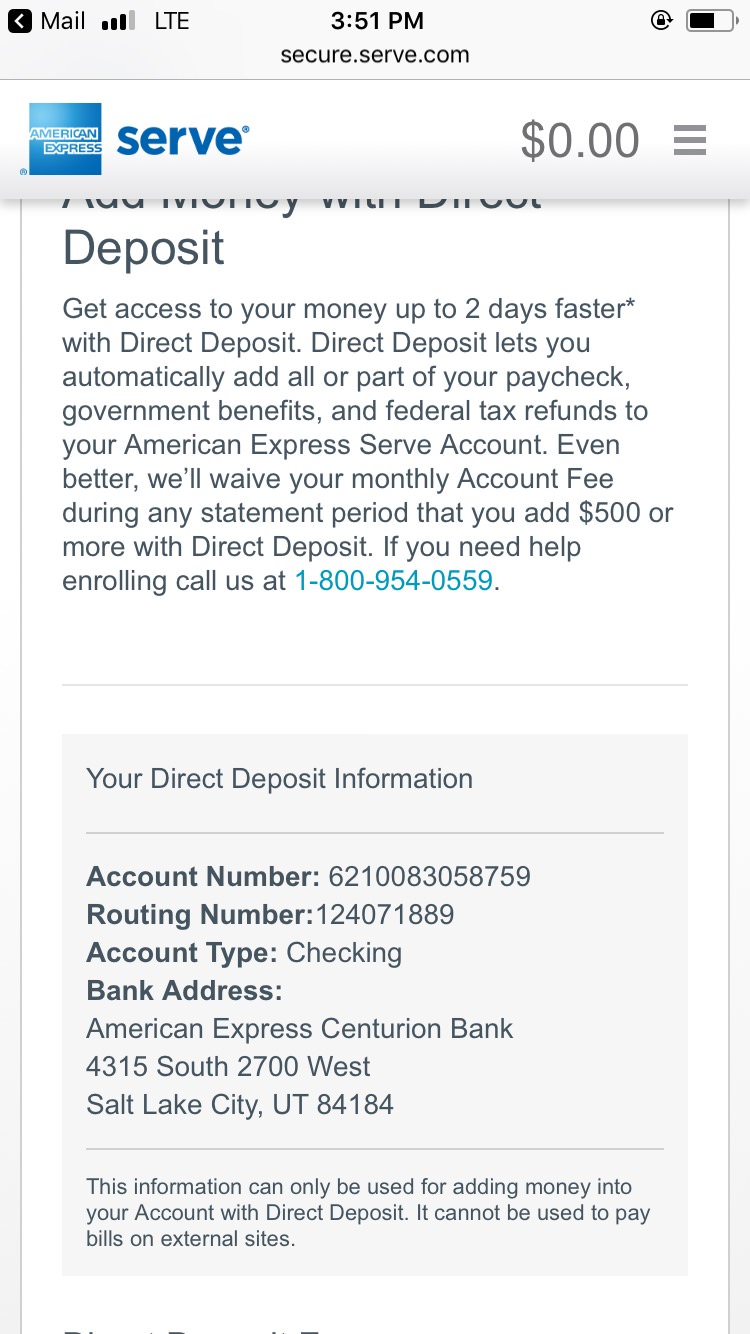 Mail LTE 3:51 PM
secure.serve.com
AMERICAN EXPRESS ® serve® $0.00
Add Money with Direct
Deposit
Get access to your money up to 2 days faster*
with Direct Deposit. Direct Deposit lets you
automatically add all or part of your paycheck,
government benefits, and federal tax refunds to
your American Express Serve Account. Even
better, we’ll waive your monthly Account Fee
during any statement period that you add $500 or
more with Direct Deposit. If you need help
enrolling call us at 1-800-954-0559.
Your Direct Deposit Information
Account Number: 6210083058759
Routing Number:124071889
Account Type: Checking
Bank Address:
American Express Centurion Bank
4315 South 2700 West
Salt Lake City, UT 84184
This information can only be used for adding money into
your Account with Direct Deposit. It cannot be used to pay
bills on external sites.